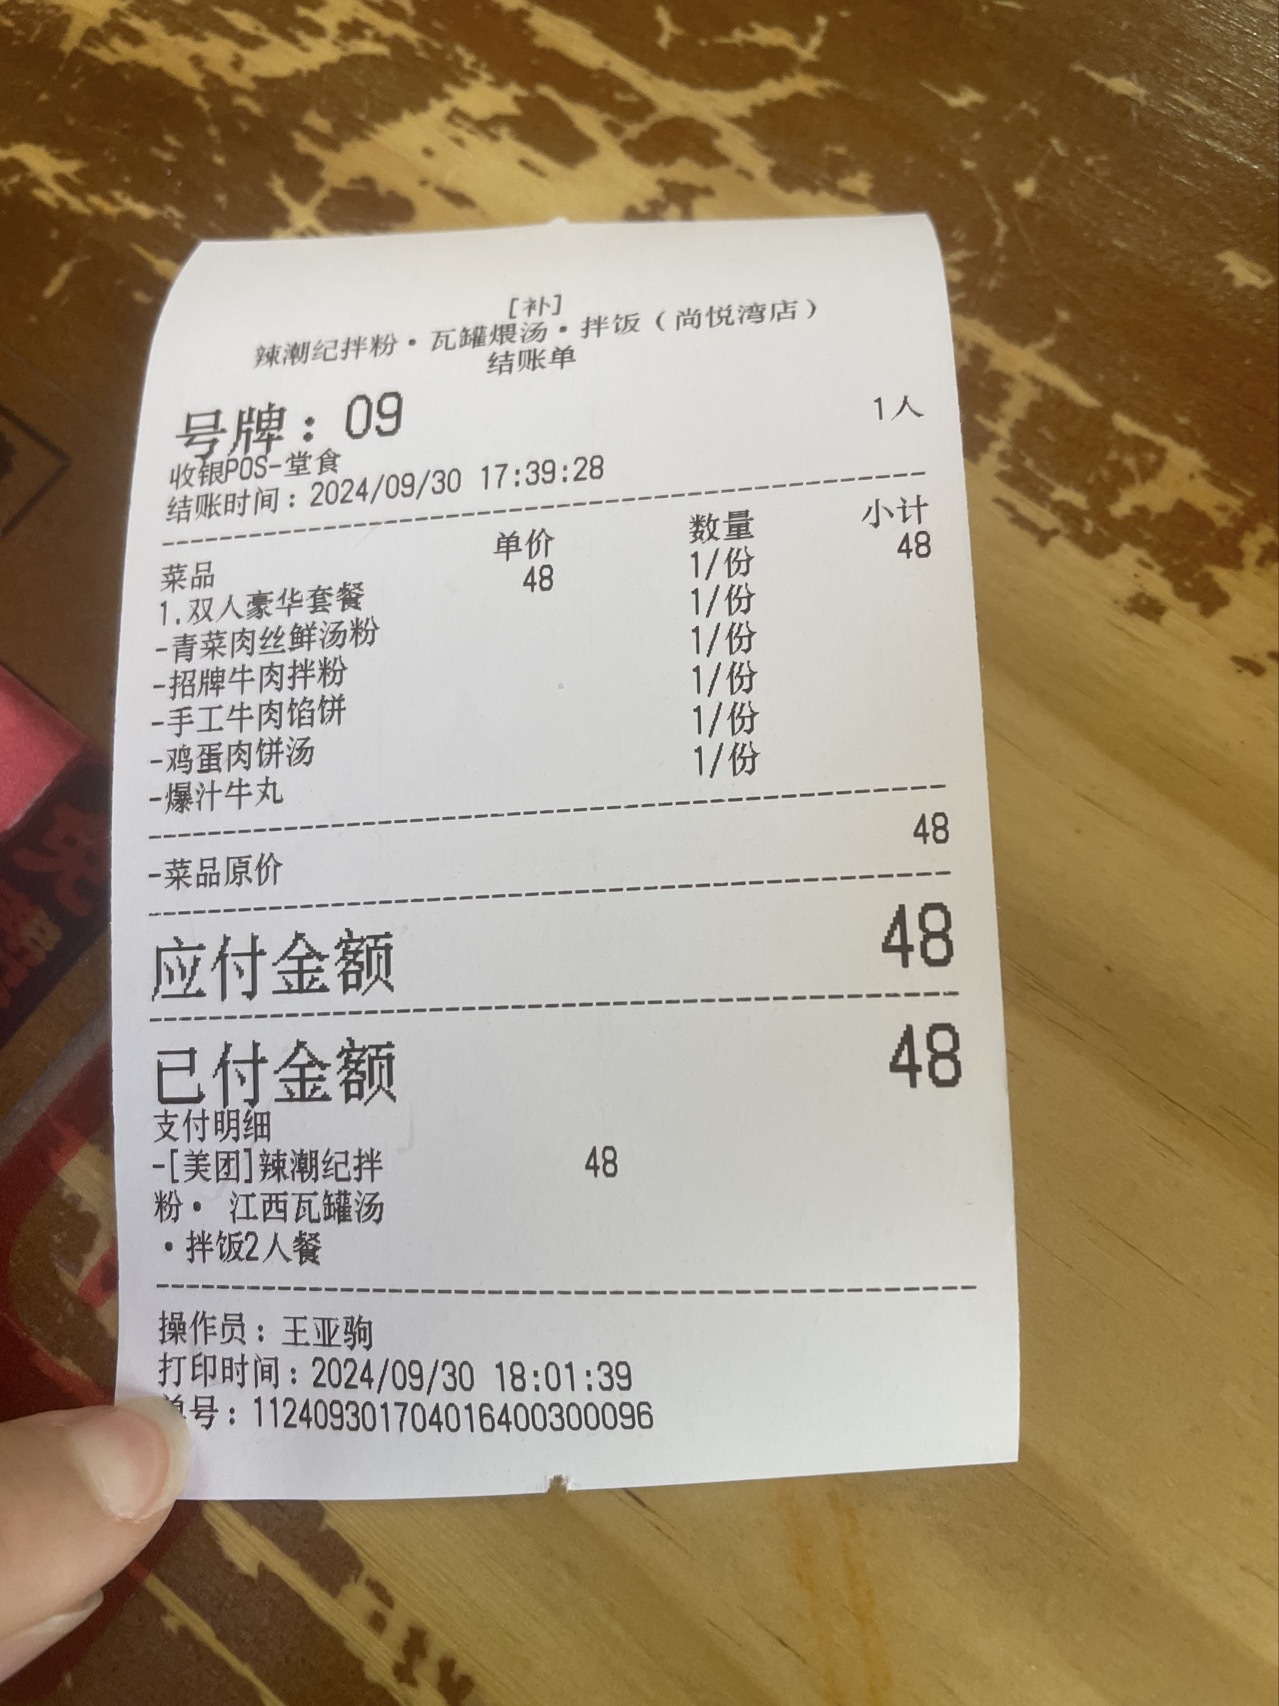 [补]
辣潮纪拌粉·瓦罐煨汤·拌饭(尚悦湾店)
结账单
号牌:09 1人
收银POS-堂食
结账时间:2024/09/30 17:39:28
菜品 单价 数量 小计
1.双人豪华套餐 48 1/份 48
-青菜肉丝鲜汤粉 1/份
-招牌牛肉拌粉 1/份
-手工牛肉馅饼 1/份
-鸡蛋肉饼汤 1/份
-爆汁牛丸 1/份
-菜品原价 48
应付金额 48
已付金额 48
支付明细
-[美团]辣潮纪拌 48
粉· 江西瓦罐汤
·拌饭2人餐
操作员:王亚驹
打印时间:2024/09/30 18:01:39
单号:11240930170401640030​0096